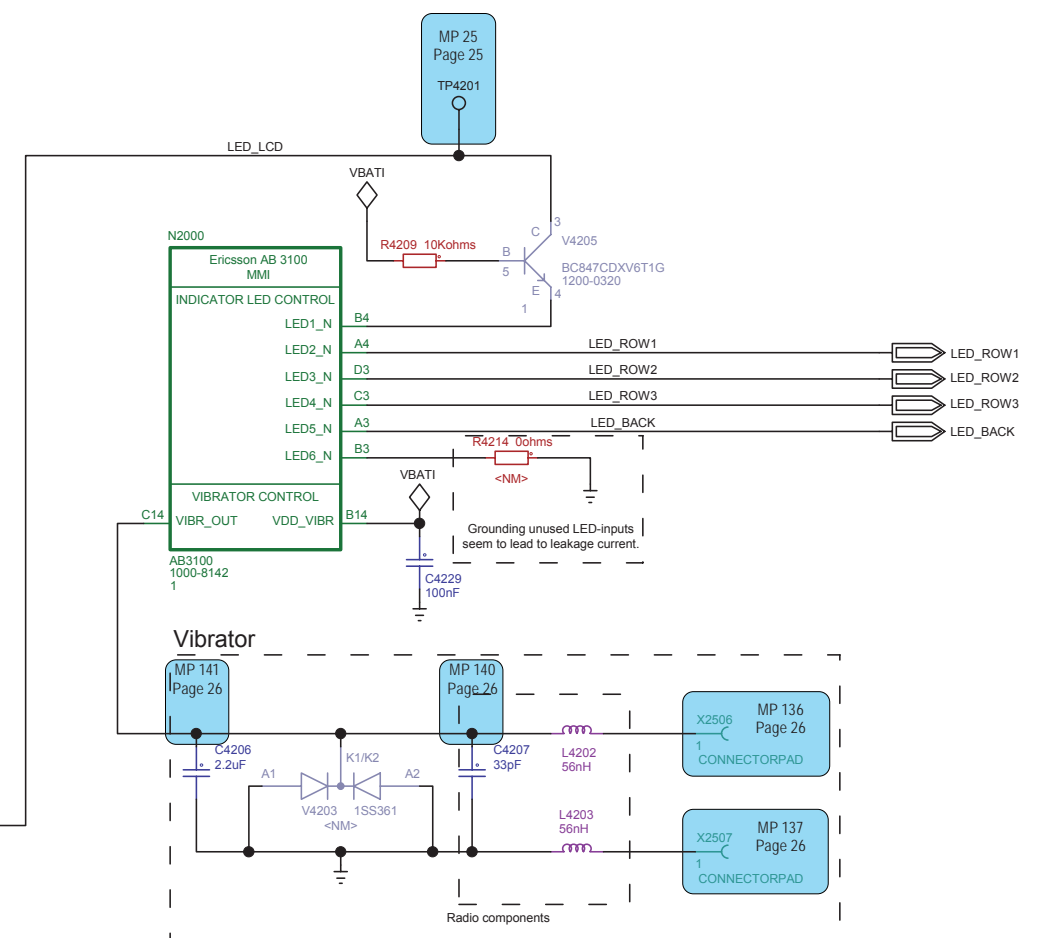 MP 25
Page 25
TP4201
LED_LCD
VBATI
N2000
R4209 10Kohms
C
3
V4205
B
5
BC847CDXV6T1G
1200-0320
E
4
1
Ericsson AB 3100
MMI
INDICATOR LED CONTROL
LED1_N
B4
LED2_N
A4
LED_ROW1
LED_ROW1
LED3_N
D3
LED_ROW2
LED_ROW2
LED4_N
C3
LED_ROW3
LED_ROW3
LED5_N
A3
LED_BACK
LED_BACK
LED6_N
B3
R4214 0ohms
<NM>
VBATI
VIBRATOR CONTROL
C14
VIBR_OUT
VDD_VIBR
B14
Grounding unused LED-inputs
seem to lead to leakage current.
AB3100
1000-8142
1
C4229
100nF
Vibrator
MP 141
Page 26
MP 140
Page 26
MP 136
Page 26
X2506
1
CONNECTORPAD
C4206
2.2uF
K1/K2
A1
A2
V4203
1SS361
<NM>
C4207
33pF
L4202
56nH
L4203
56nH
MP 137
Page 26
X2507
1
CONNECTORPAD
Radio components